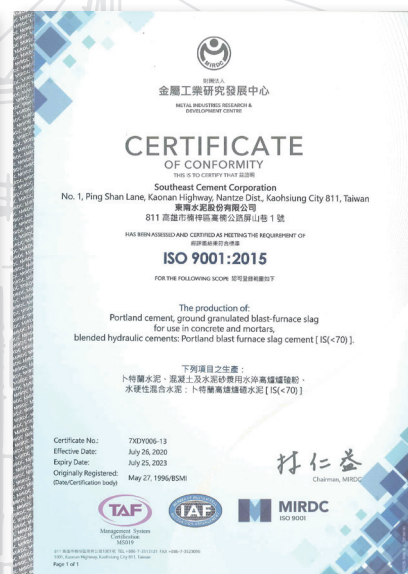 MIRDC
財團法人
金屬工業研究發展中心
METAL INDUSTRIES RESEARCH &
DEVELOPMENT CENTRE
CERTIFICATE
OF CONFORMITY
THIS IS TO CERTIFY THAT 茲證明
Southeast Cement Corporation
No. 1, Ping Shan Lane, Kaonan Highway, Nantze Dist., Kaohsiung City 811, Taiwan
東南水泥股份有限公司
811 高雄市楠梓區高楠公路屏山巷 1 號
HAS BEEN ASSESSED AND CERTIFIED AS MEETING THE REQUIREMENT OF
經評鑑結果符合標準
ISO 9001:2015
FOR THE FOLLOWING SCOPE 認可登錄範圍如下
The production of:
Portland cement, ground granulated blast-furnace slag
for use in concrete and mortars,
blended hydraulic cements: Portland blast furnace slag cement [ IS(<70) ].
下列項目之生產：
卜特蘭水泥、混凝土及水泥砂漿用水淬高爐爐碴粉、
水硬性混合水泥：卜特蘭高爐爐碴水泥 [ IS(<70) ]
Certificate No.: 7XDY006-13
Effective Date: July 26, 2020
Expiry Date: July 25, 2023
Originally Registered: May 27, 1996/BSMI
(Date/Certification body)
Chairman, MIRDC
TAF
Management System
Certification
MS019
IAF
MIRDC
ISO 9001
Page 1 of 1